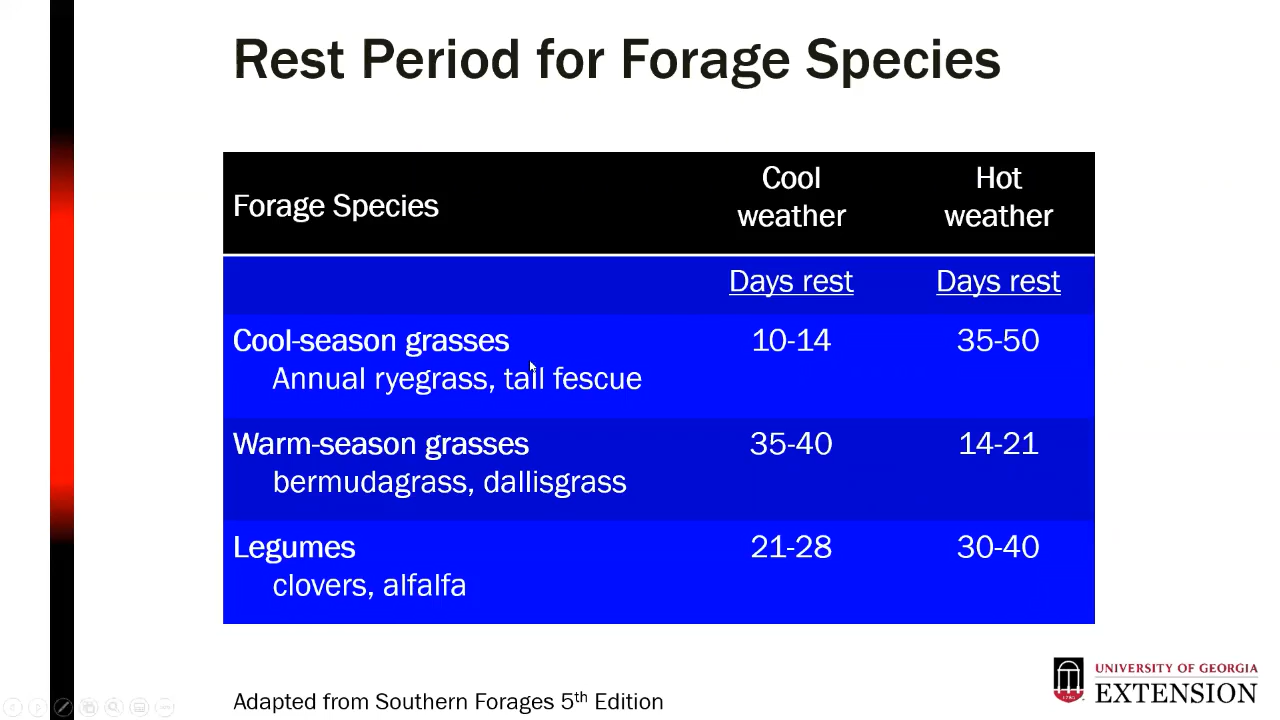 Rest Period for Forage Species
Forage Species
Cool
weather
Hot
weather
Days rest
Days rest
Cool-season grasses
Annual ryegrass, tall fescue
10-14
35-50
Warm-season grasses
bermudagrass, dallisgrass
35-40
14-21
Legumes
clovers, alfalfa
21-28
30-40
Adapted from Southern Forages 5th Edition
UNIVERSITY OF GEORGIA
EXTENSION